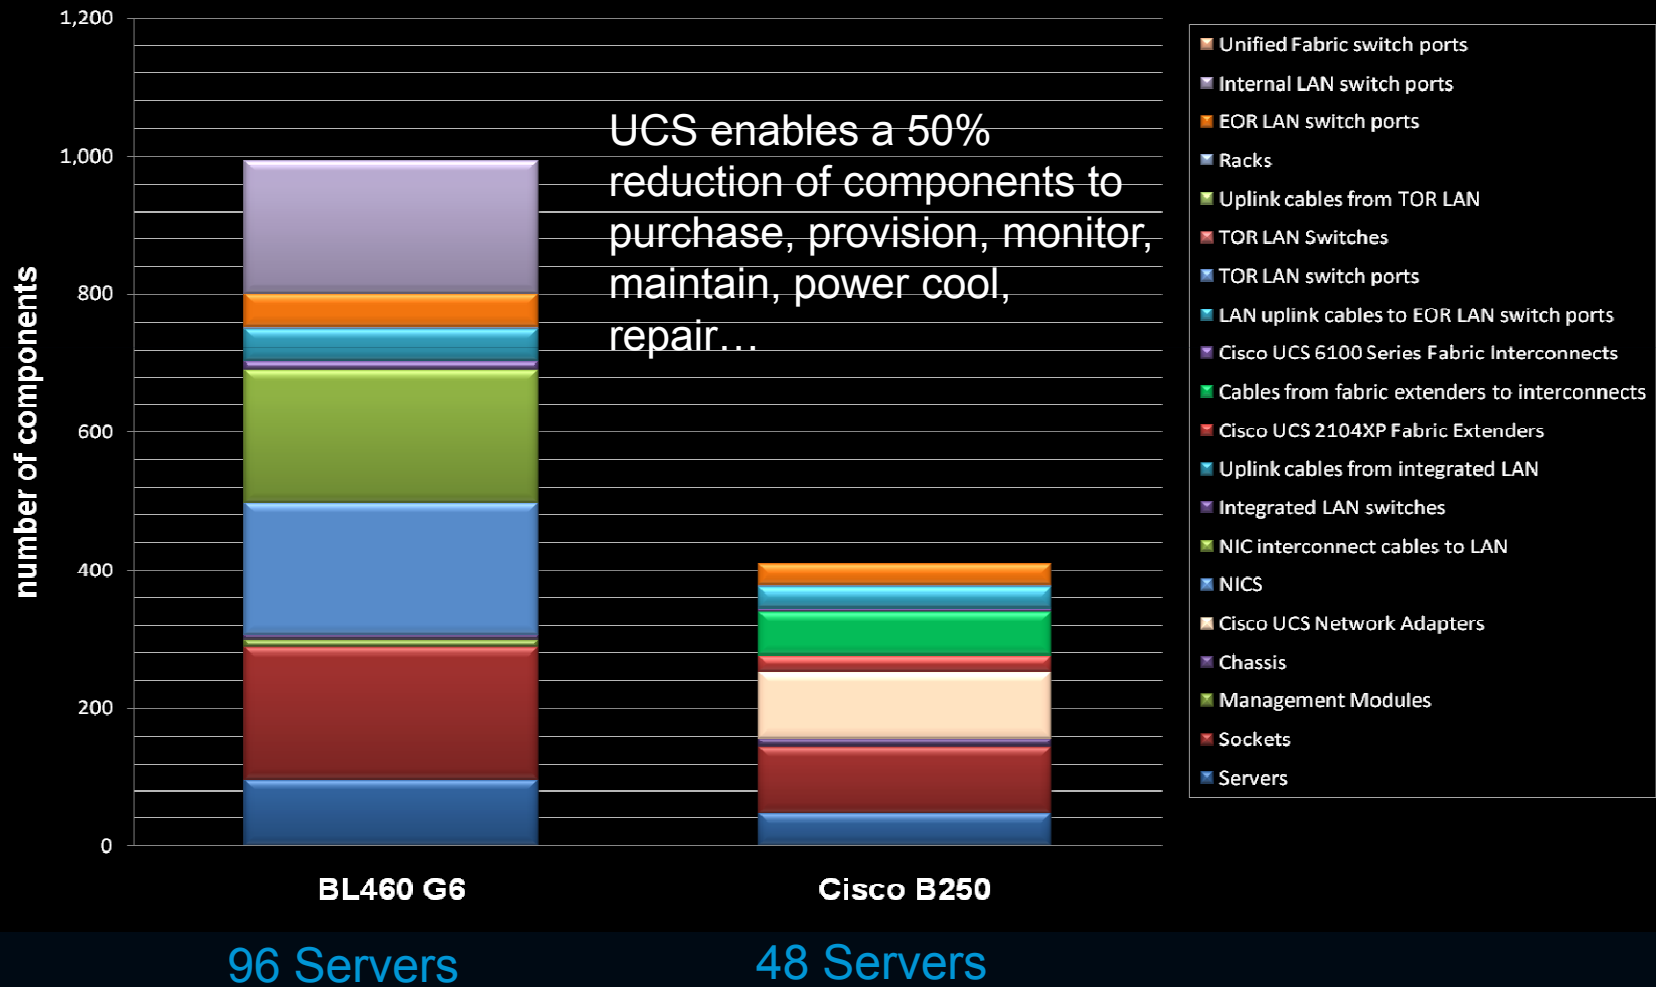 1,200
1,000
800
600
400
200
0
number of components
UCS enables a 50%
reduction of components to
purchase, provision, monitor,
maintain, power cool,
repair…
Unified Fabric switch ports
Internal LAN switch ports
EOR LAN switch ports
Racks
Uplink cables from TOR LAN
TOR LAN Switches
TOR LAN switch ports
LAN uplink cables to EOR LAN switch ports
Cisco UCS 6100 Series Fabric Interconnects
Cables from fabric extenders to interconnects
Cisco UCS 2104XP Fabric Extenders
Uplink cables from integrated LAN
Integrated LAN switches
NIC interconnect cables to LAN
NICS
Cisco UCS Network Adapters
Chassis
Management Modules
Sockets
Servers
BL460 G6
Cisco B250
96 Servers
48 Servers